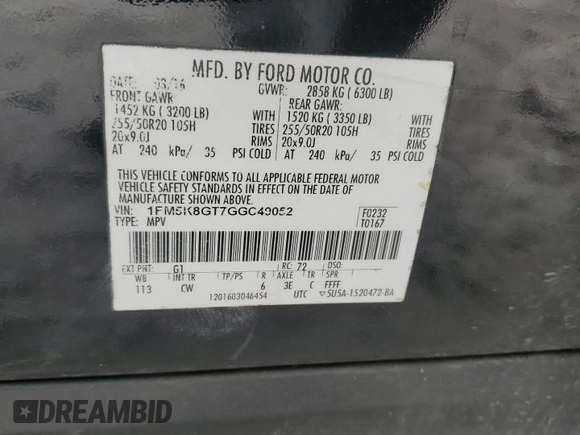 MFD. BY FORD MOTOR CO.
DATE: 03/16 GVWR: 2858 KG ( 6300 LB)
FRONT GAWR: REAR GAWR:
1452 KG ( 3200 LB) WITH 1520 KG ( 3350 LB) WITH
255/50R20 105H TIRES 255/50R20 105H TIRES
20x9.0J RIMS 20x9.0J RIMS
AT 240 kPa/ 35 PSI COLD AT 240 kPa/ 35 PSI COLD
THIS VEHICLE CONFORMS TO ALL APPLICABLE FEDERAL MOTOR
VEHICLE SAFETY STANDARDS IN EFFECT ON THE DATE OF
MANUFACTURE SHOWN ABOVE.
VIN: 1FM5K8GT7GGC49052 F0232
TYPE: MPV T0167
EXT PNT: G1 RC: 72 DSO:
WB INT TR TP/PS R AXLE TR SPR
113 CW 6 3E C FFFF
1201603046454 UTC ▽5U5A-1520472-BA
DREAMBID